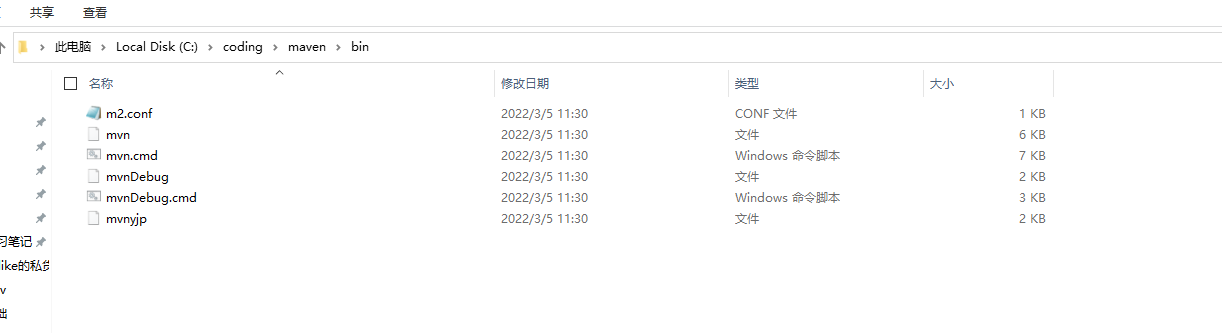 共享 查看
此电脑 Local Disk (C:) coding maven bin
名称 修改日期 类型 大小
m2.conf 2022/3/5 11:30 CONF 文件 1 KB
mvn 2022/3/5 11:30 文件 6 KB
mvn.cmd 2022/3/5 11:30 Windows 命令脚本 7 KB
mvnDebug 2022/3/5 11:30 文件 2 KB
mvnDebug.cmd 2022/3/5 11:30 Windows 命令脚本 3 KB
mvnyjp 2022/3/5 11:30 文件 2 KB
习笔记
like的私货
v
础